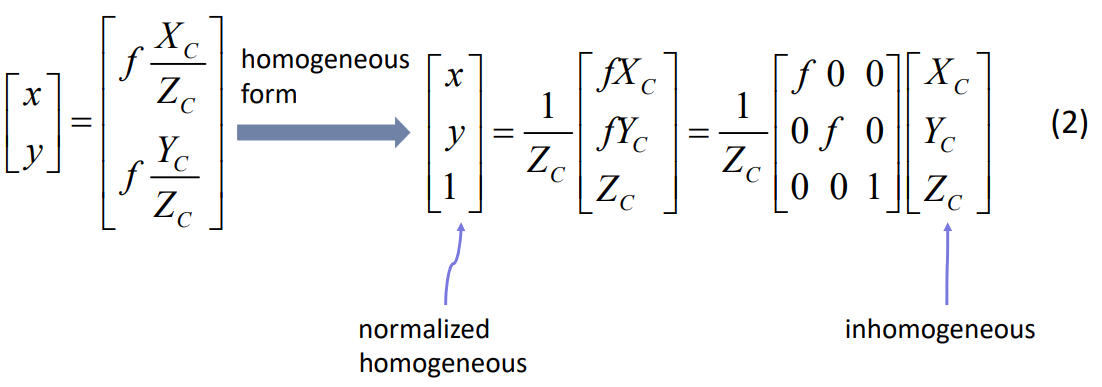 [x y] = [f X_C/Z_C f Y_C/Z_C]
homogeneous
form
[x y 1] = 1/Z_C [fX_C fY_C Z_C] = 1/Z_C [f 0 0 0 f 0 0 0 1] [X_C Y_C Z_C] (2)
normalized
homogeneous
inhomogeneous